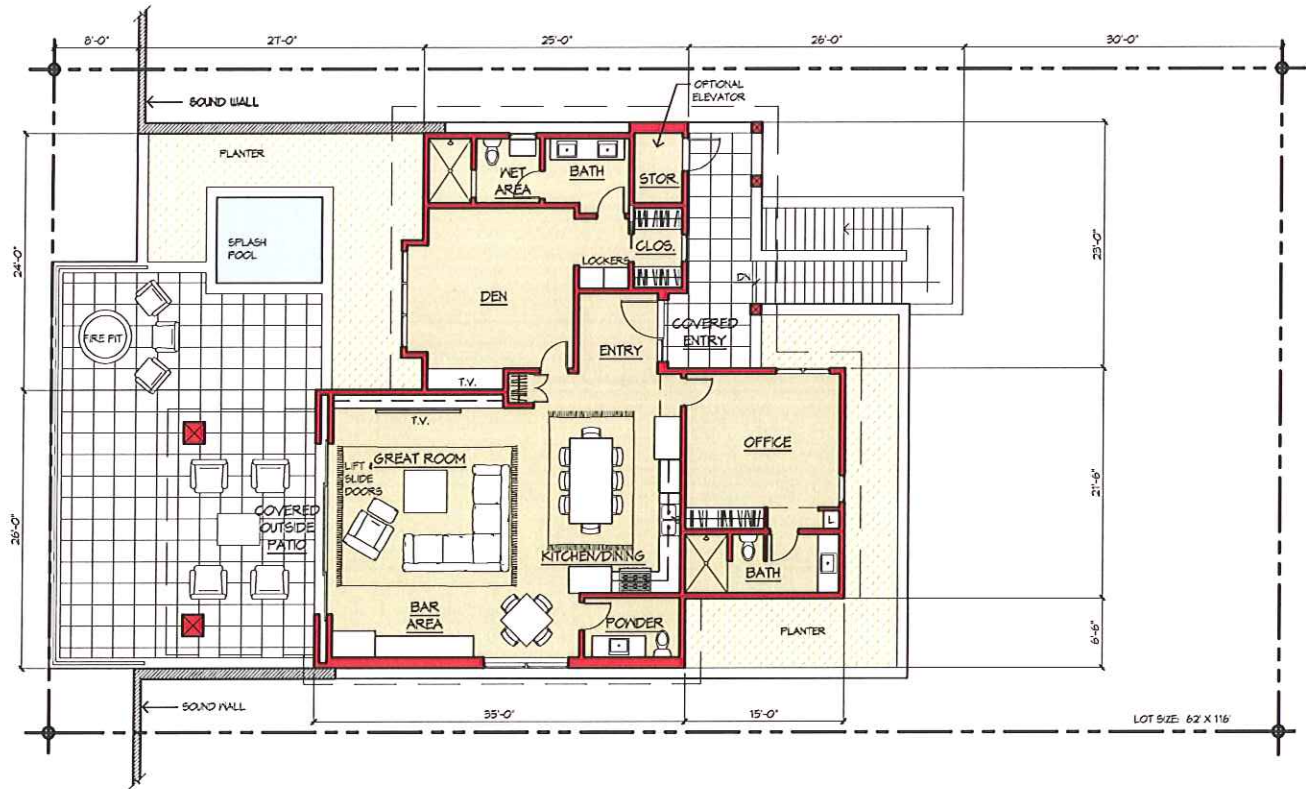 8'-0"
27'-0"
25'-0"
26'-0"
30'-0"
OPTIONAL
ELEVATOR
SOUND WALL
PLANTER
WET
AREA
BATH
STOR.
24'-0"
SPLASH
POOL
CLOS.
LOCKERS
DN
23'-0"
DEN
FIRE PIT
COVERED
ENTRY
ENTRY
T.V.
T.V.
OFFICE
GREAT ROOM
LIFT &
SLIDE
DOORS
COVERED
OUTSIDE
PATIO
26'-0"
21'-6"
L
KITCHEN/DINING
BATH
BAR
AREA
POWDER
PLANTER
6'-6"
SOUND WALL
35'-0"
15'-0"
LOT SIZE: 62' X 116'